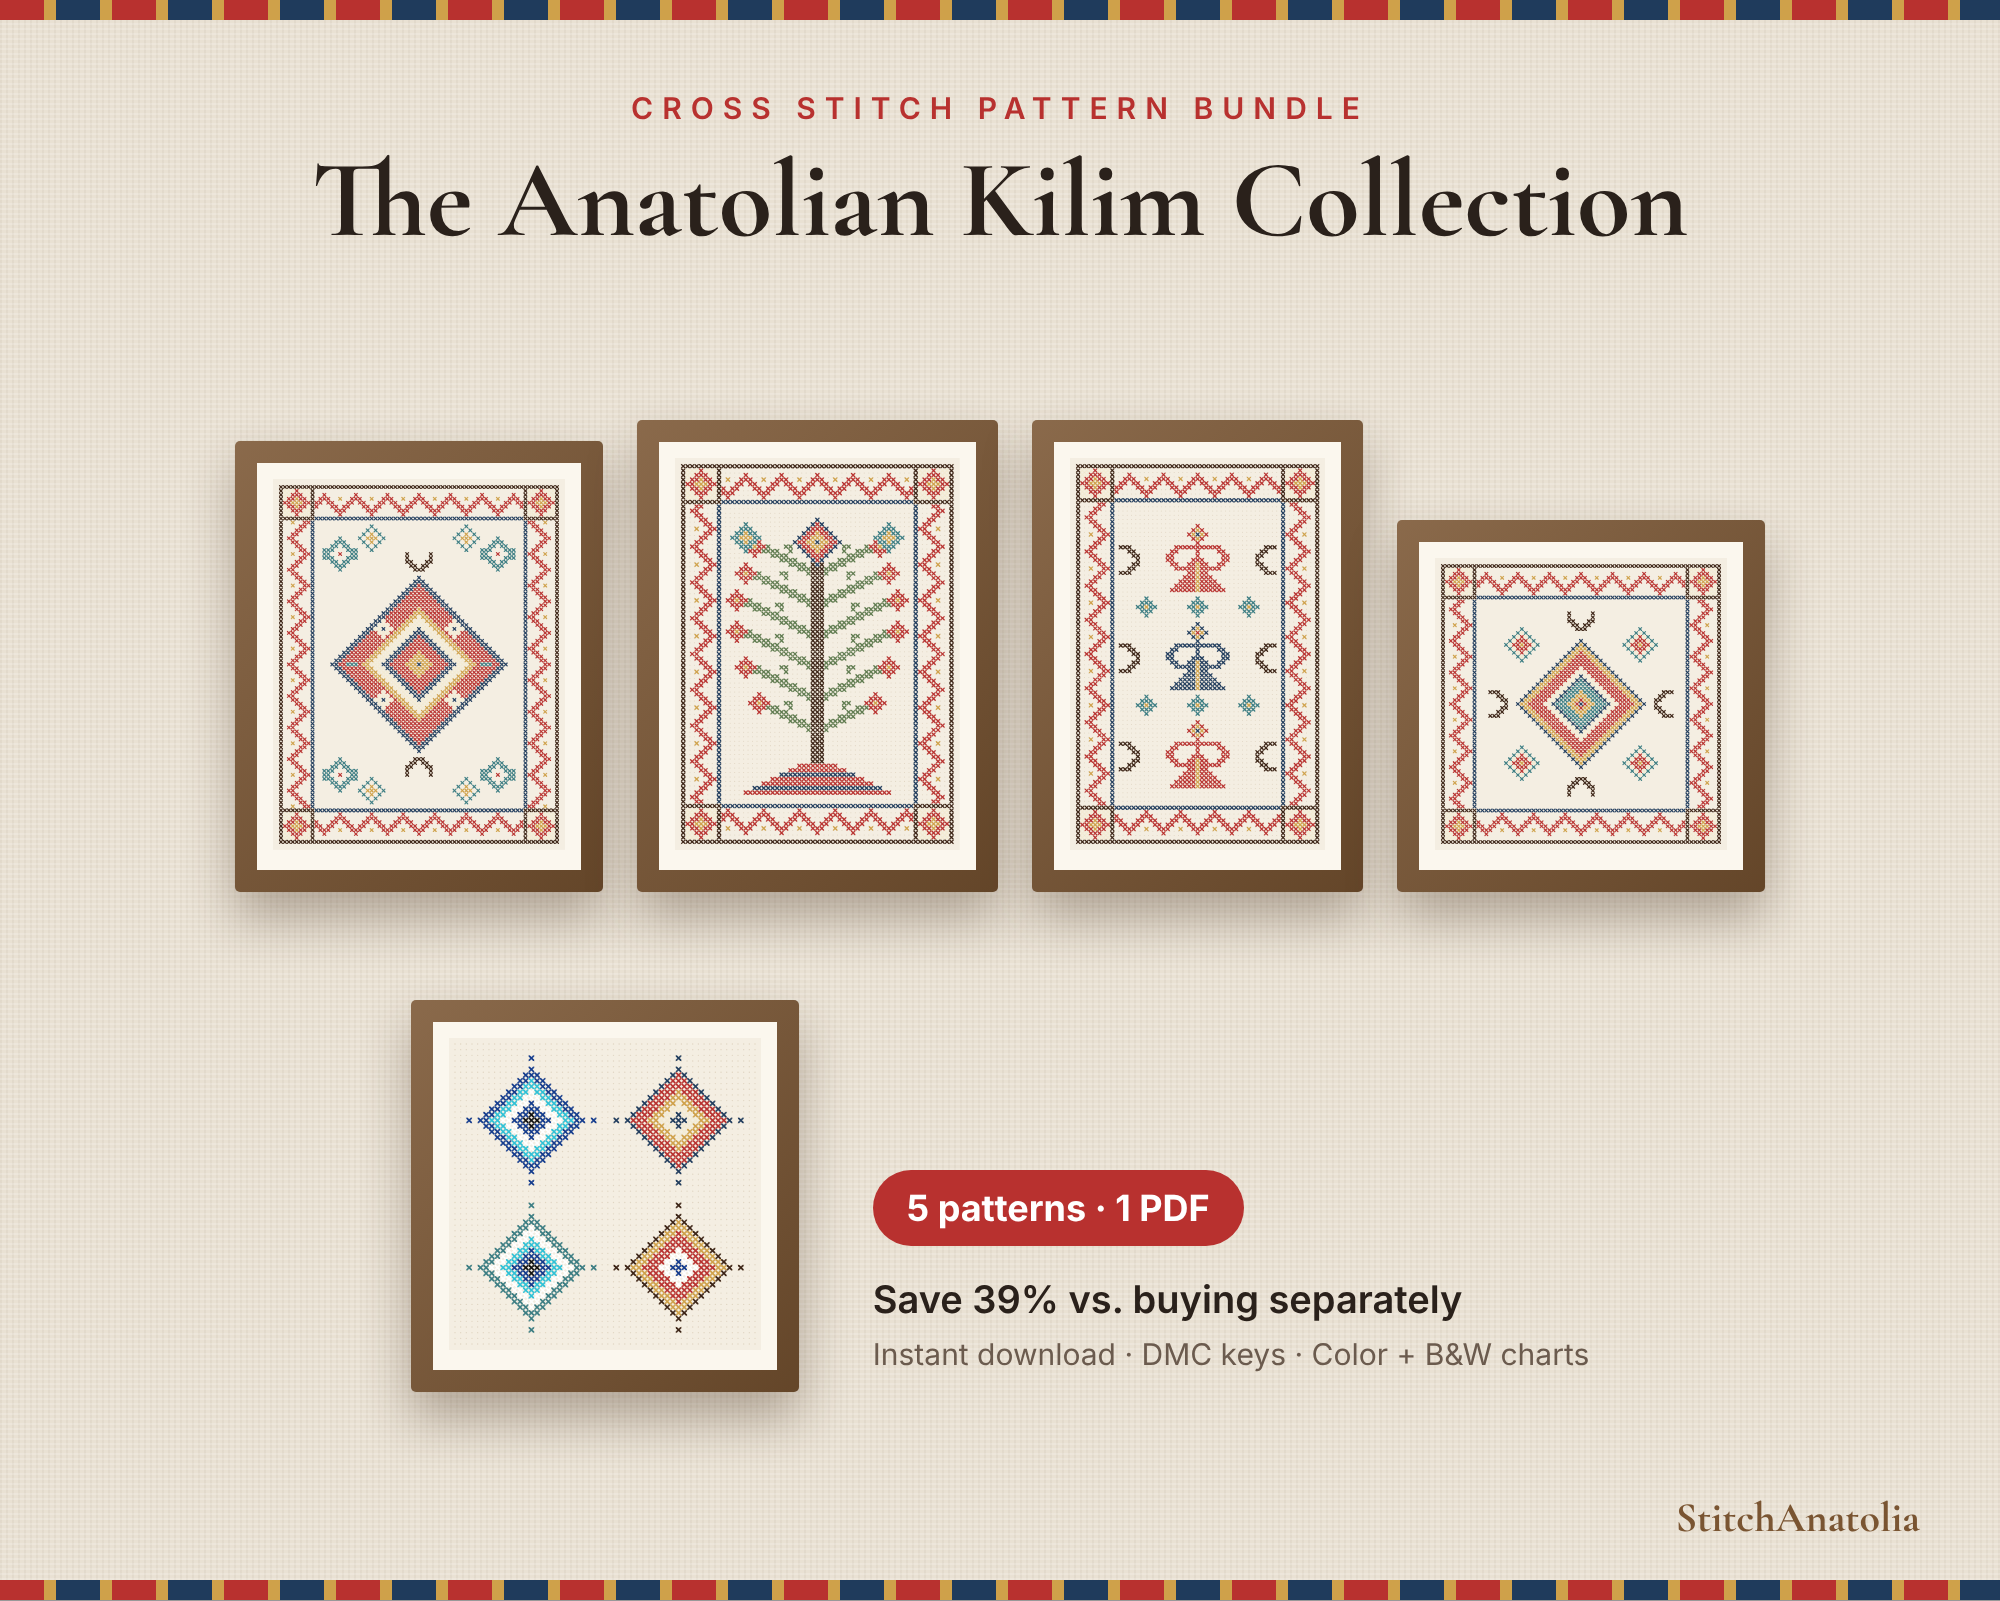 CROSS STITCH PATTERN BUNDLE
The Anatolian Kilim Collection
5 patterns · 1 PDF
Save 39% vs. buying separately
Instant download · DMC keys · Color + B&W charts
StitchAnatolia